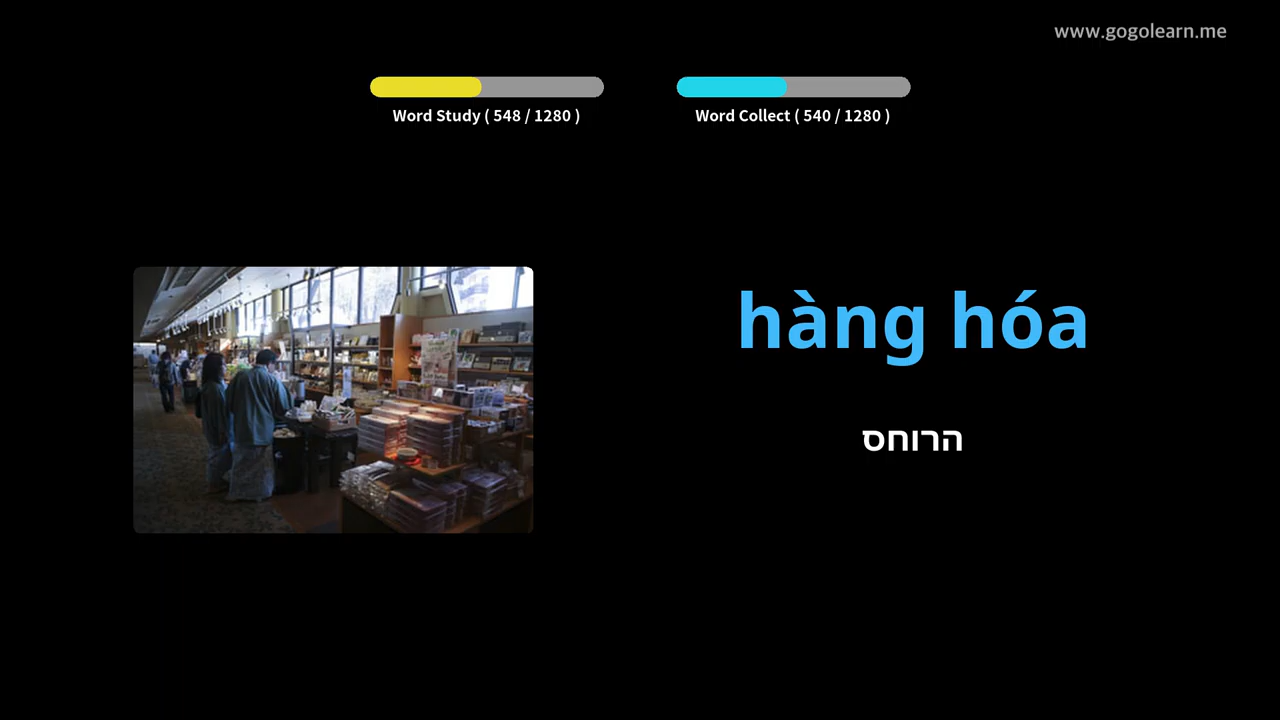 www.gogolearn.me
Word Study ( 548 / 1280 )
Word Collect ( 540 / 1280 )
hàng hóa
הרוחס